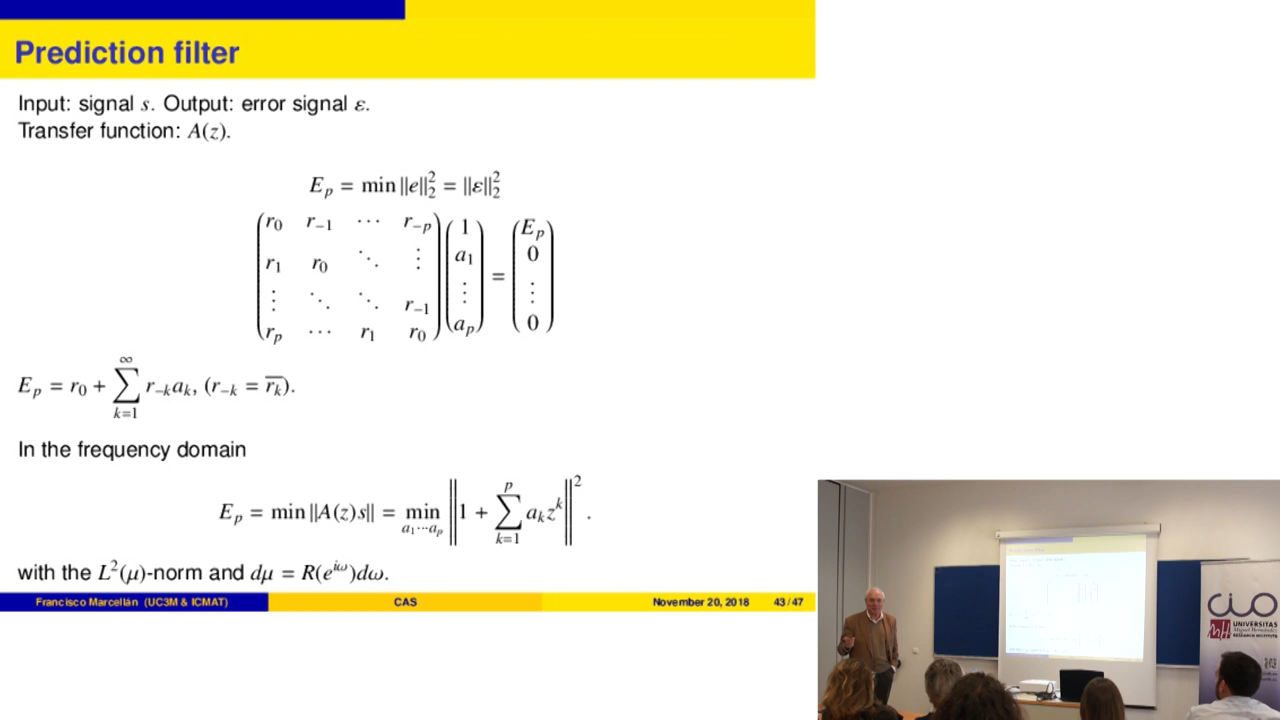 Prediction filter
Input: signal s. Output: error signal ε.
Transfer function: A(z).
E_p = min ||e||_2^2 = ||ε||_2^2
( r_0 r_{-1} ⋯ r_{-p} ) ( 1 ) ( E_p )
( r_1 r_0 ⋱ ⋮ ) ( a_1 ) = ( 0 )
( ⋮ ⋱ ⋱ r_{-1} ) ( ⋮ ) ( ⋮ )
( r_p ⋯ r_1 r_0 ) ( a_p ) ( 0 )
E_p = r_0 + ∑_{k=1}^{∞} r_{-k} a_k, (r_{-k} = \overline{r_k}).
In the frequency domain
E_p = min ||A(z)s|| = min_{a_1⋯a_p} || 1 + ∑_{k=1}^{p} a_k z^k ||^2 .
with the L^2(μ)-norm and dμ = R(e^{iω})dω.
Francisco Marcellán (UC3M & ICMAT) CAS November 20, 2018 43 / 47
CIO
UNIVERSITAS
Miguel Hernández
RESEARCH INSTITUTE